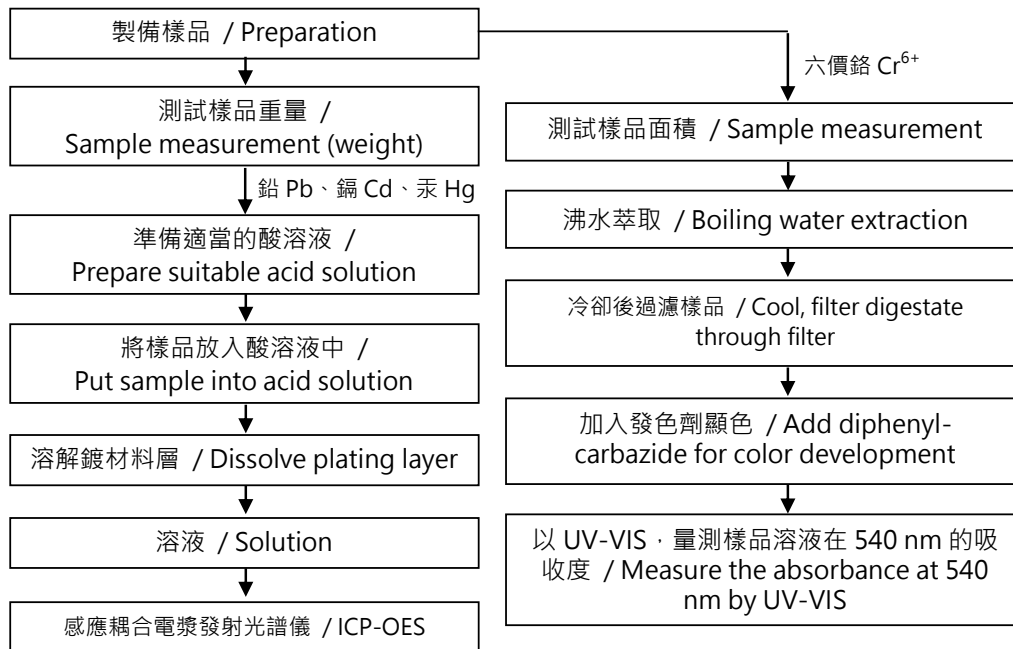 製備樣品 / Preparation
測試樣品重量 /
Sample measurement (weight)
鉛 Pb、鎘 Cd、汞 Hg
準備適當的酸溶液 /
Prepare suitable acid solution
將樣品放入酸溶液中 /
Put sample into acid solution
溶解鍍材料層 / Dissolve plating layer
溶液 / Solution
感應耦合電漿發射光譜儀 / ICP-OES
六價鉻 Cr⁶⁺
測試樣品面積 / Sample measurement
沸水萃取 / Boiling water extraction
冷卻後過濾樣品 / Cool, filter digestate
through filter
加入發色劑顯色 / Add diphenyl-
carbazide for color development
以 UV-VIS，量測樣品溶液在 540 nm 的吸
收度 / Measure the absorbance at 540
nm by UV-VIS